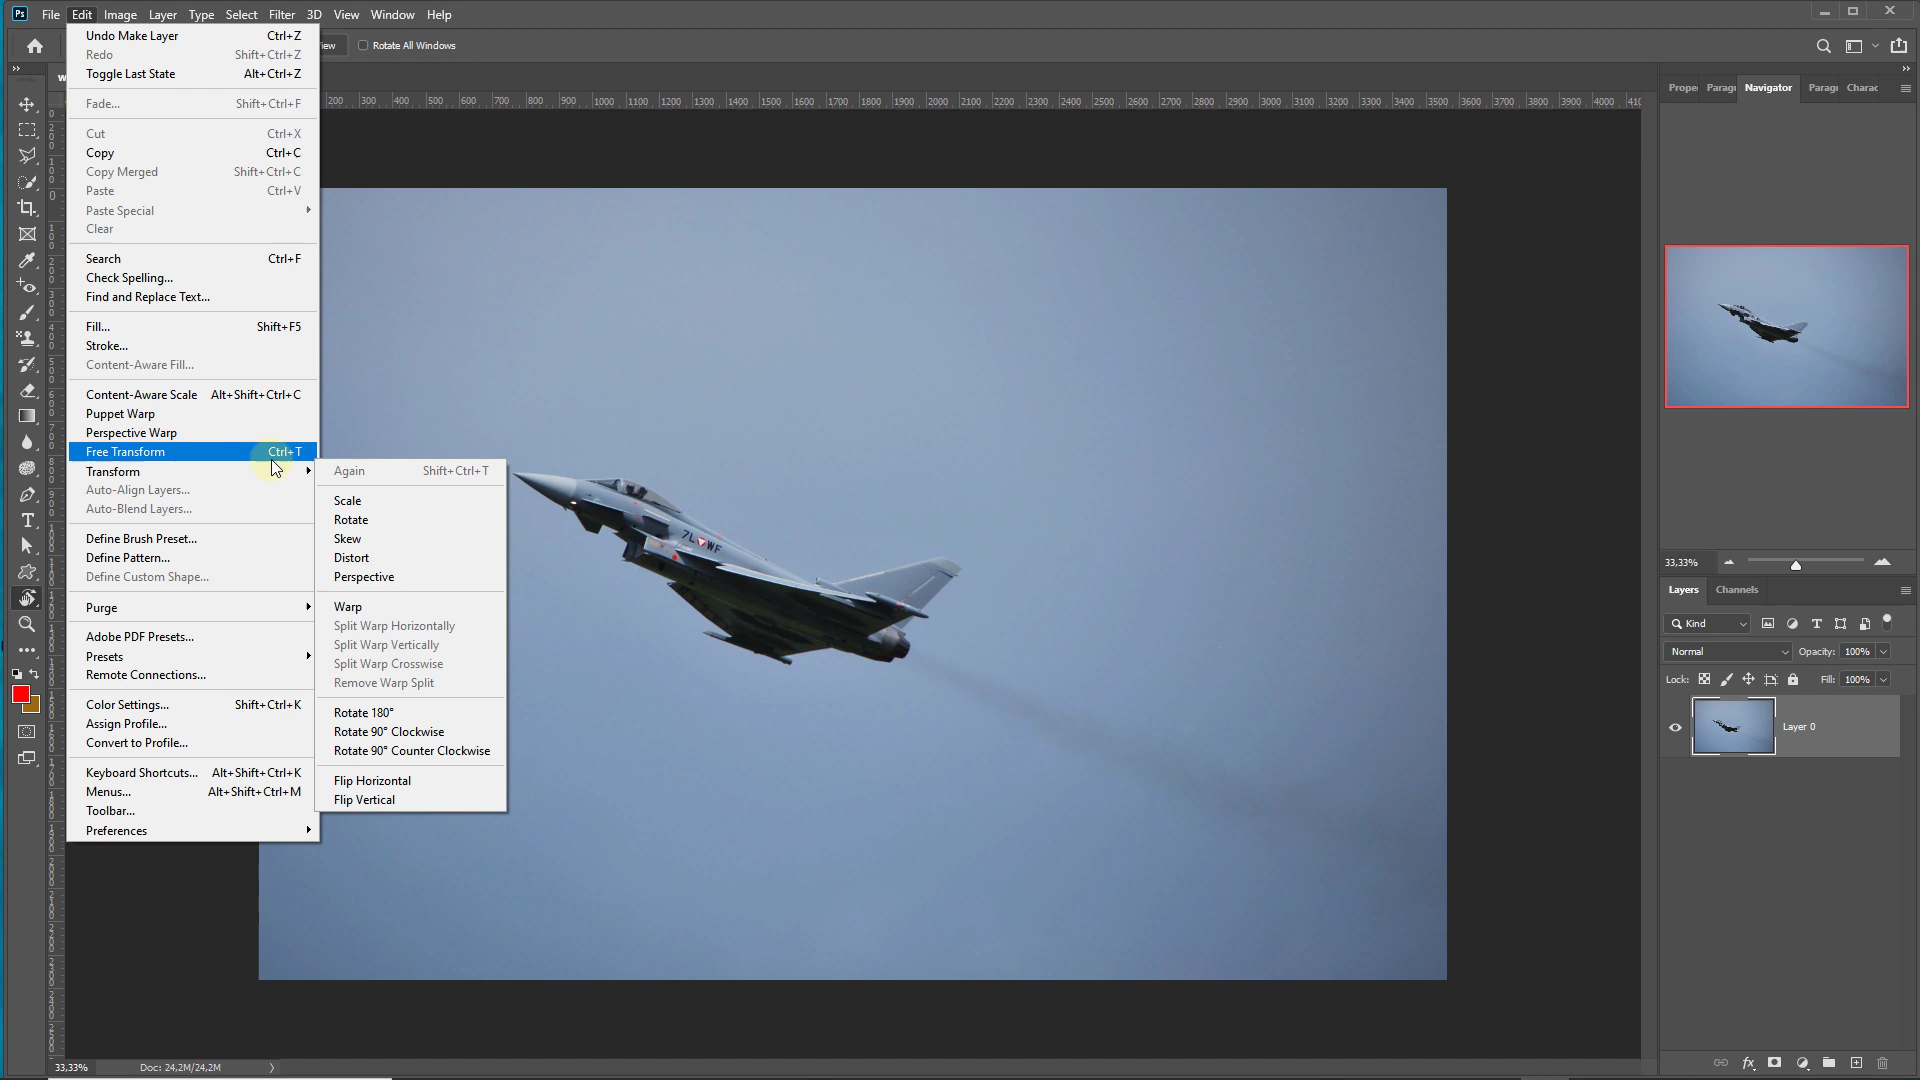 Ps File Edit Image Layer Type Select Filter 3D View Window Help
Rotate All Windows
Undo Make Layer Ctrl+Z
Redo Shift+Ctrl+Z
Toggle Last State Alt+Ctrl+Z
Fade... Shift+Ctrl+F
Cut Ctrl+X
Copy Ctrl+C
Copy Merged Shift+Ctrl+C
Paste Ctrl+V
Paste Special
Clear
Search Ctrl+F
Check Spelling...
Find and Replace Text...
Fill... Shift+F5
Stroke...
Content-Aware Fill...
Content-Aware Scale Alt+Shift+Ctrl+C
Puppet Warp
Perspective Warp
Free Transform Ctrl+T
Transform
Auto-Align Layers...
Auto-Blend Layers...
Define Brush Preset...
Define Pattern...
Define Custom Shape...
Purge
Adobe PDF Presets...
Presets
Remote Connections...
Color Settings... Shift+Ctrl+K
Assign Profile...
Convert to Profile...
Keyboard Shortcuts... Alt+Shift+Ctrl+K
Menus... Alt+Shift+Ctrl+M
Toolbar...
Preferences
Again Shift+Ctrl+T
Scale
Rotate
Skew
Distort
Perspective
Warp
Split Warp Horizontally
Split Warp Vertically
Split Warp Crosswise
Remove Warp Split
Rotate 180°
Rotate 90° Clockwise
Rotate 90° Counter Clockwise
Flip Horizontal
Flip Vertical
200 300 400 500 600 700 800 900 1000 1100 1200 1300 1400 1500 1600 1700 1800 1900 2000 2100 2200 2300 2400 2500 2600 2700 2800 2900 3000 3100 3200 3300 3400 3500 3600 3700 3800 3900 4000
7L WF
Prope Paragr Navigator Paragr Charac
33,33%
Layers Channels
Kind
Normal Opacity: 100%
Lock: Fill: 100%
Layer 0
fx
33,33% Doc: 24,2M/24,2M